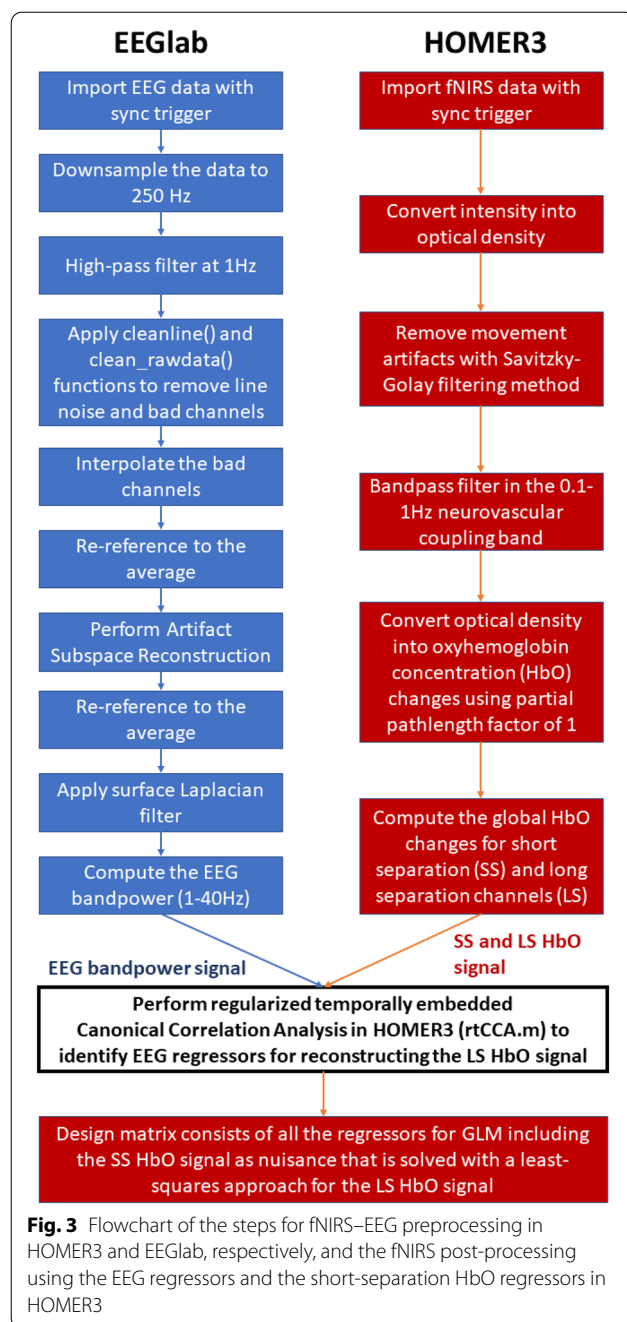 EEGlab
Import EEG data with
sync trigger
Downsample the data to
250 Hz
High-pass filter at 1Hz
Apply cleanline() and
clean_rawdata()
functions to remove line
noise and bad channels
Interpolate the bad
channels
Re-reference to the
average
Perform Artifact
Subspace Reconstruction
Re-reference to the
average
Apply surface Laplacian
filter
Compute the EEG
bandpower (1-40Hz)
EEG bandpower signal
HOMER3
Import fNIRS data with
sync trigger
Convert intensity into
optical density
Remove movement
artifacts with Savitzky-
Golay filtering method
Bandpass filter in the 0.1-
1Hz neurovascular
coupling band
Convert optical density
into oxyhemoglobin
concentration (HbO)
changes using partial
pathlength factor of 1
Compute the global HbO
changes for short
separation (SS) and long
separation channels (LS)
SS and LS HbO
signal
Perform regularized temporally embedded
Canonical Correlation Analysis in HOMER3 (rtCCA.m) to
identify EEG regressors for reconstructing the LS HbO signal
Design matrix consists of all the regressors for GLM including
the SS HbO signal as nuisance that is solved with a least-
squares approach for the LS HbO signal
Fig. 3 Flowchart of the steps for fNIRS–EEG preprocessing in
HOMER3 and EEGlab, respectively, and the fNIRS post-processing
using the EEG regressors and the short-separation HbO regressors in
HOMER3